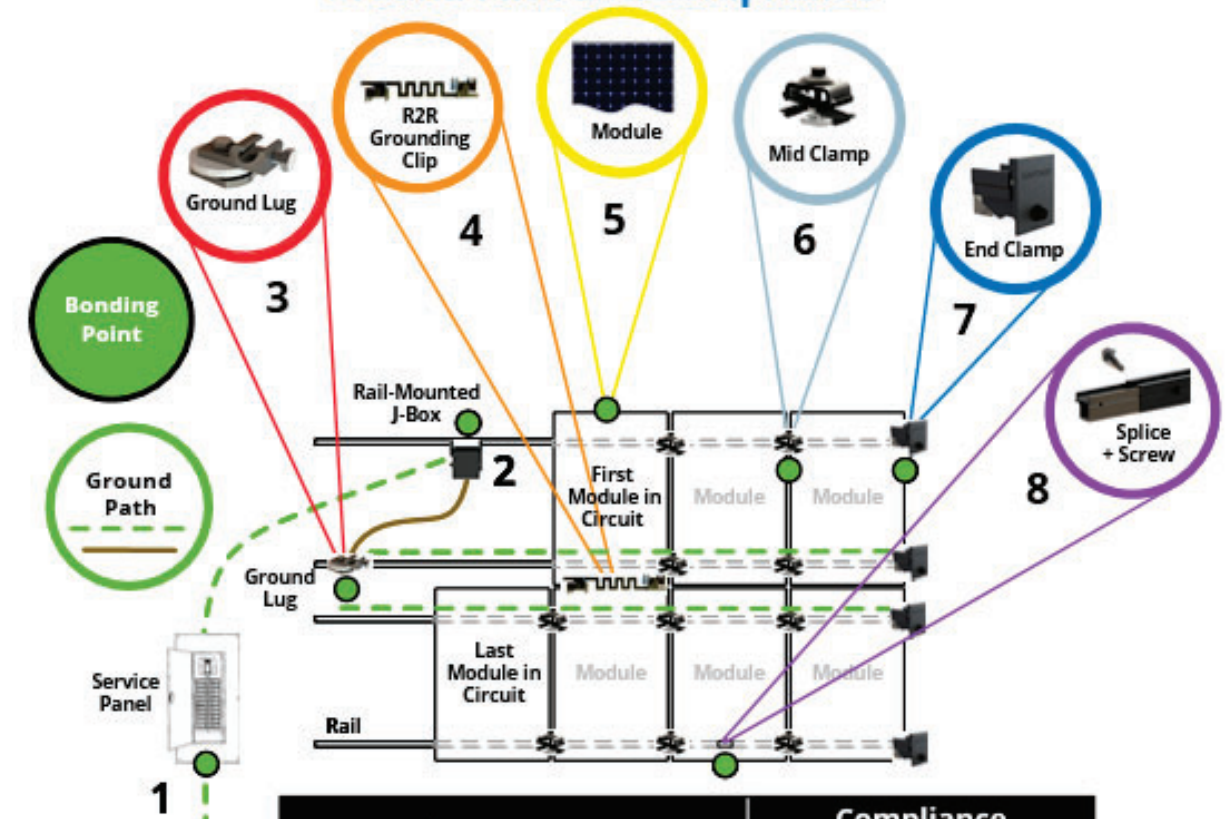 R2R
Grounding
Clip
Module
Mid Clamp
Ground Lug
End Clamp
4
5
6
3
7
Bonding
Point
Rail-Mounted
J-Box
Splice
+ Screw
2
8
Ground
Path
First
Module in
Circuit
Module
Module
Ground
Lug
Last
Module in
Circuit
Module
Module
Module
Service
Panel
Rail
1
Compliance